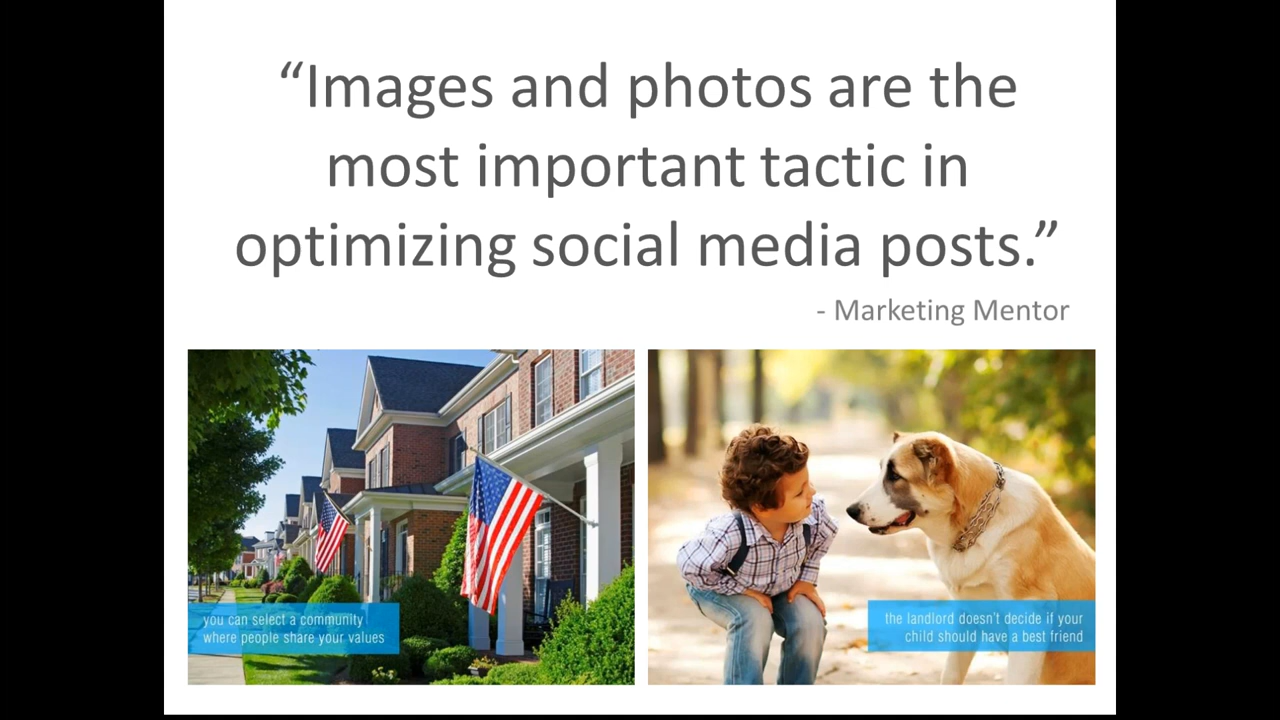 “Images and photos are the
most important tactic in
optimizing social media posts.”
- Marketing Mentor
you can select a community
where people share your values
the landlord doesn't decide if your
child should have a best friend